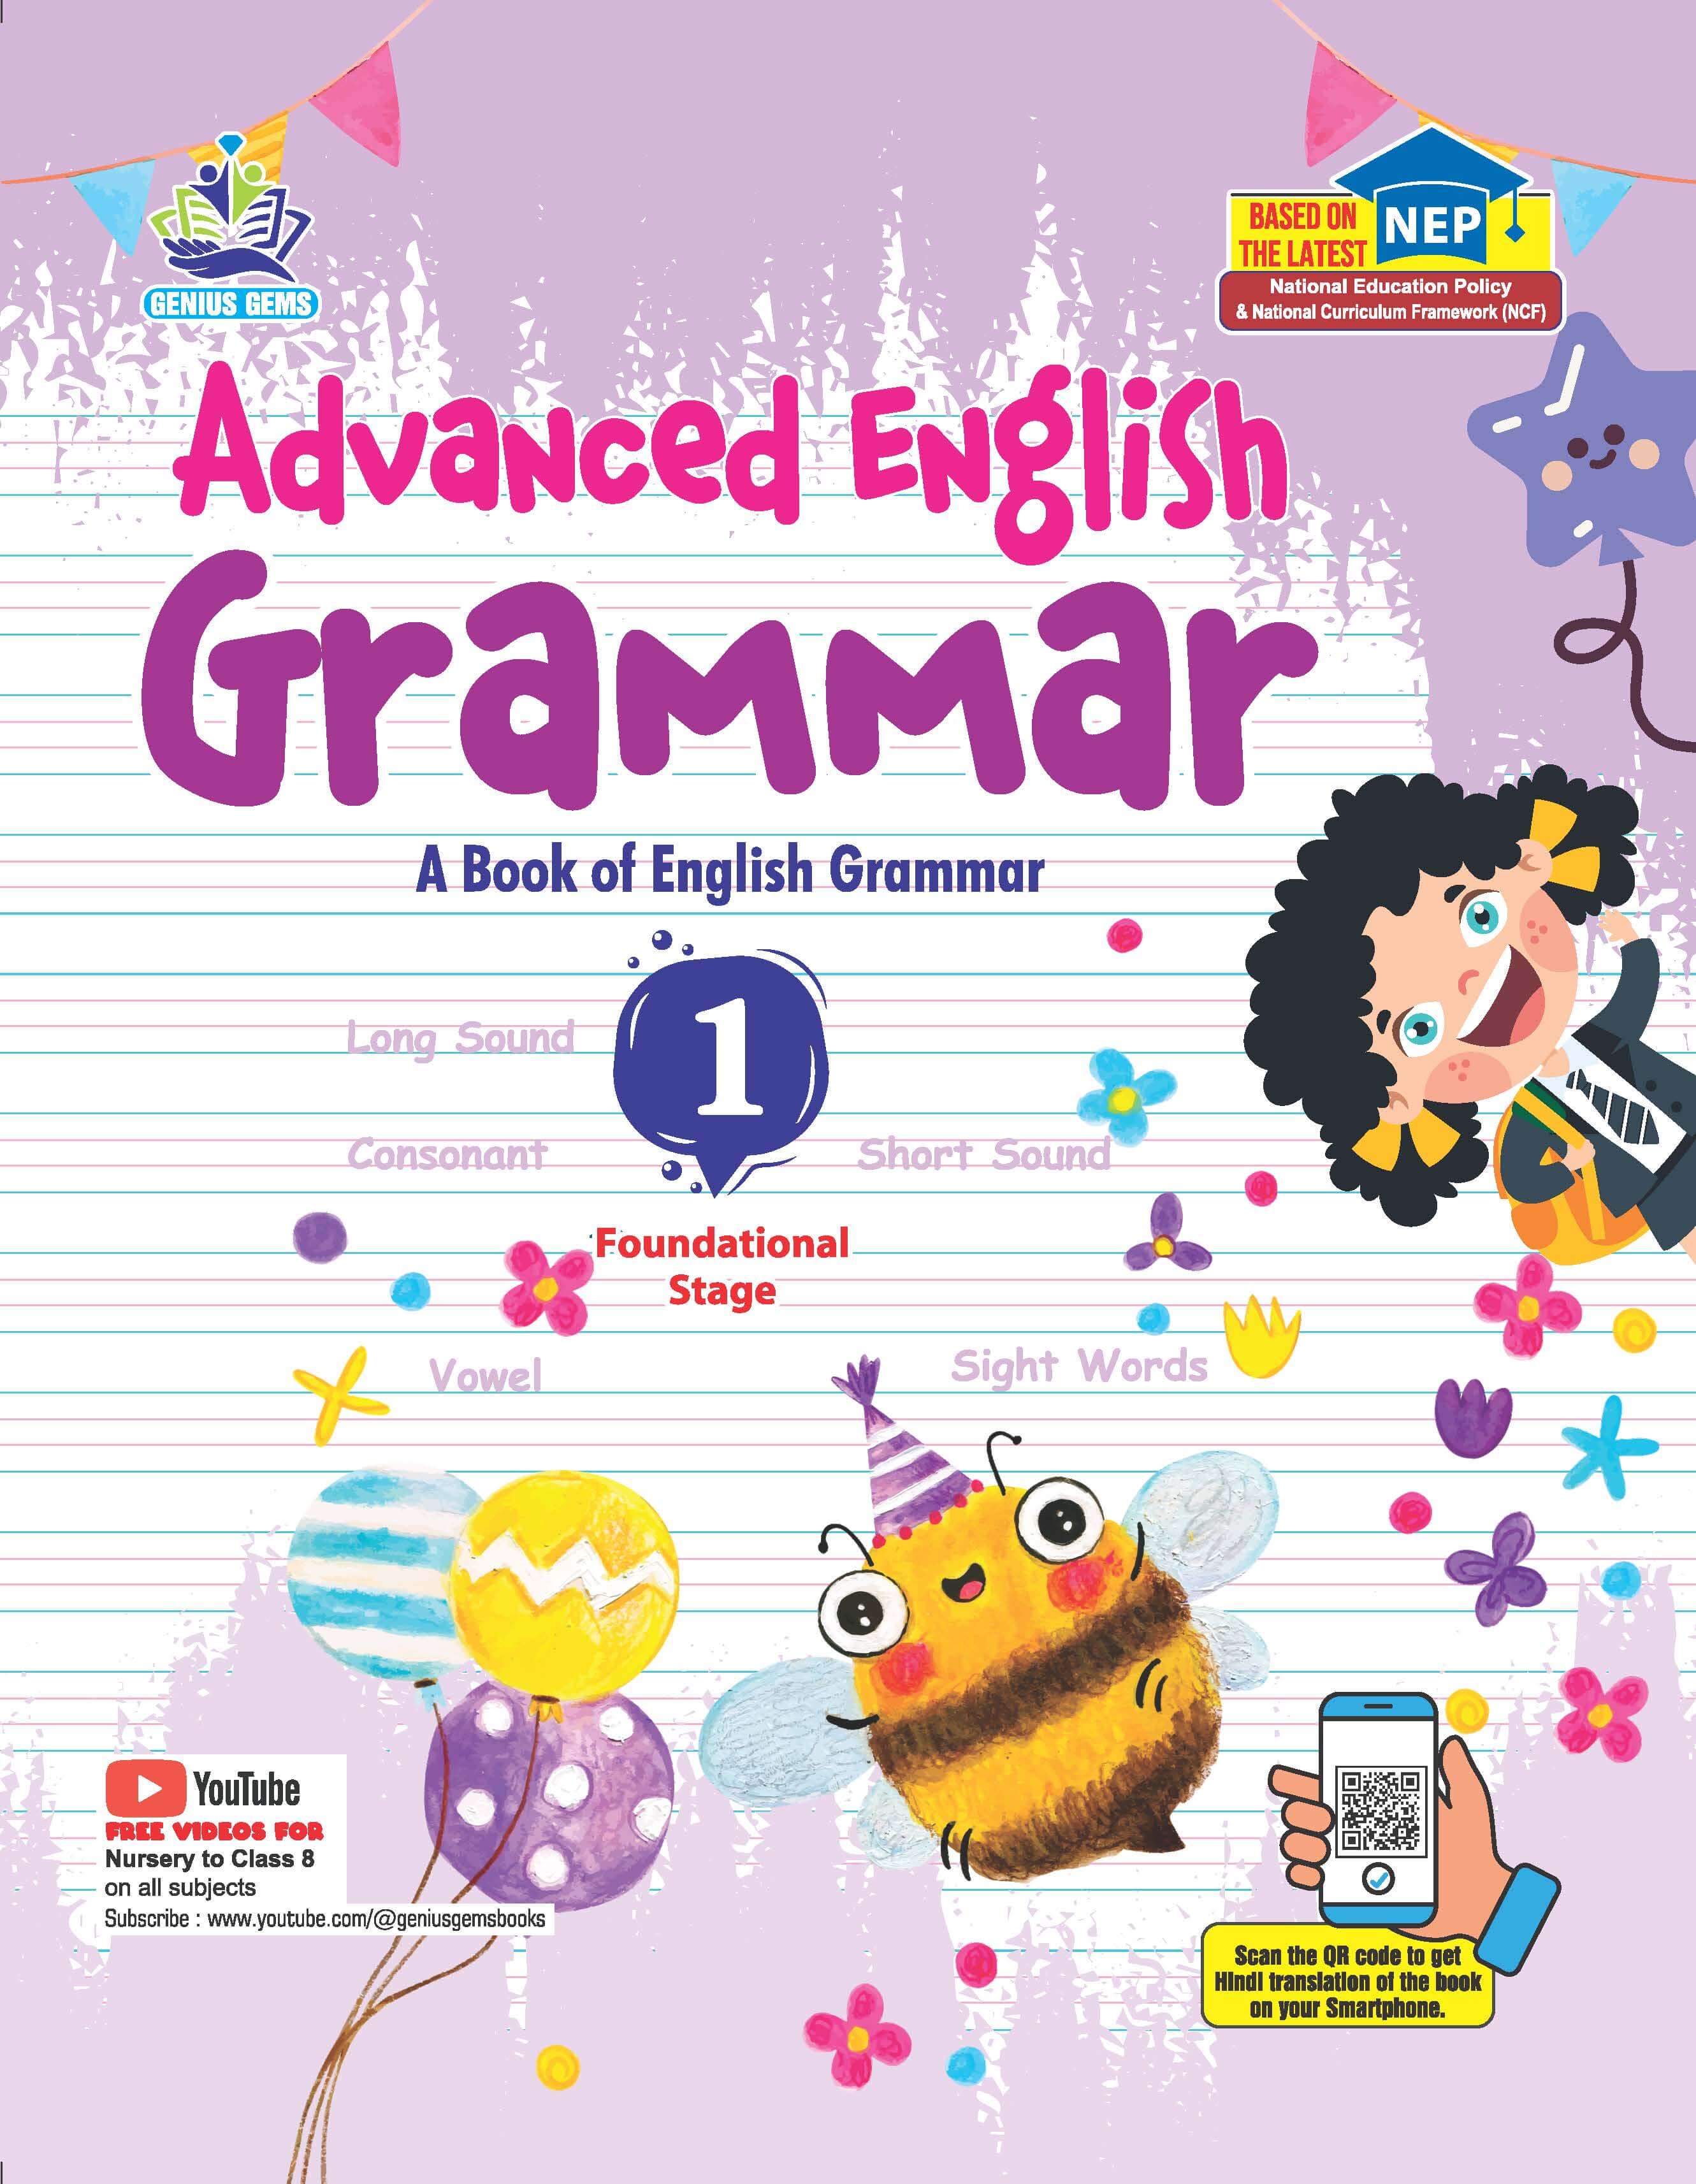 GENIUS GEMS
BASED ON
THE LATEST
NEP
National Education Policy
& National Curriculum Framework (NCF)
Advanced English
Grammar
A Book of English Grammar
1
Long Sound
Consonant
Short Sound
Foundational
Stage
Vowel
Sight Words
YouTube
FREE VIDEOS FOR
Nursery to Class 8
on all subjects
Subscribe : www.youtube.com/@geniusgemsbooks
Scan the QR code to get
Hindi translation of the book
on your Smartphone.